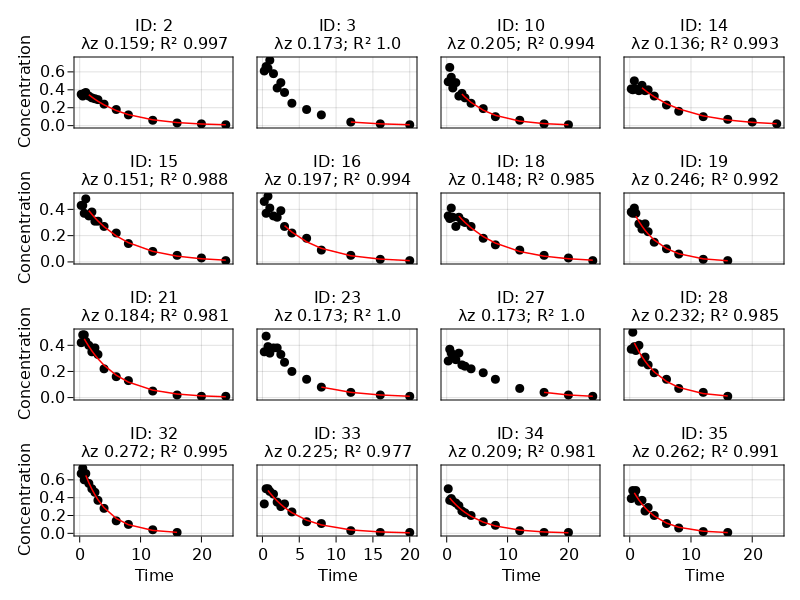 ID: 2
λz 0.159; R² 0.997
ID: 3
λz 0.173; R² 1.0
ID: 10
λz 0.205; R² 0.994
ID: 14
λz 0.136; R² 0.993
Concentration
0.6
0.4
0.2
0.0
ID: 15
λz 0.151; R² 0.988
ID: 16
λz 0.197; R² 0.994
ID: 18
λz 0.148; R² 0.985
ID: 19
λz 0.246; R² 0.992
Concentration
0.4
0.2
0.0
ID: 21
λz 0.184; R² 0.981
ID: 23
λz 0.173; R² 1.0
ID: 27
λz 0.173; R² 1.0
ID: 28
λz 0.232; R² 0.985
Concentration
0.4
0.2
0.0
ID: 32
λz 0.272; R² 0.995
ID: 33
λz 0.225; R² 0.977
ID: 34
λz 0.209; R² 0.981
ID: 35
λz 0.262; R² 0.991
Concentration
0.6
0.4
0.2
0.0
0 10 20
0 5 10 15 20
0 10 20
0 10 20
Time
Time
Time
Time